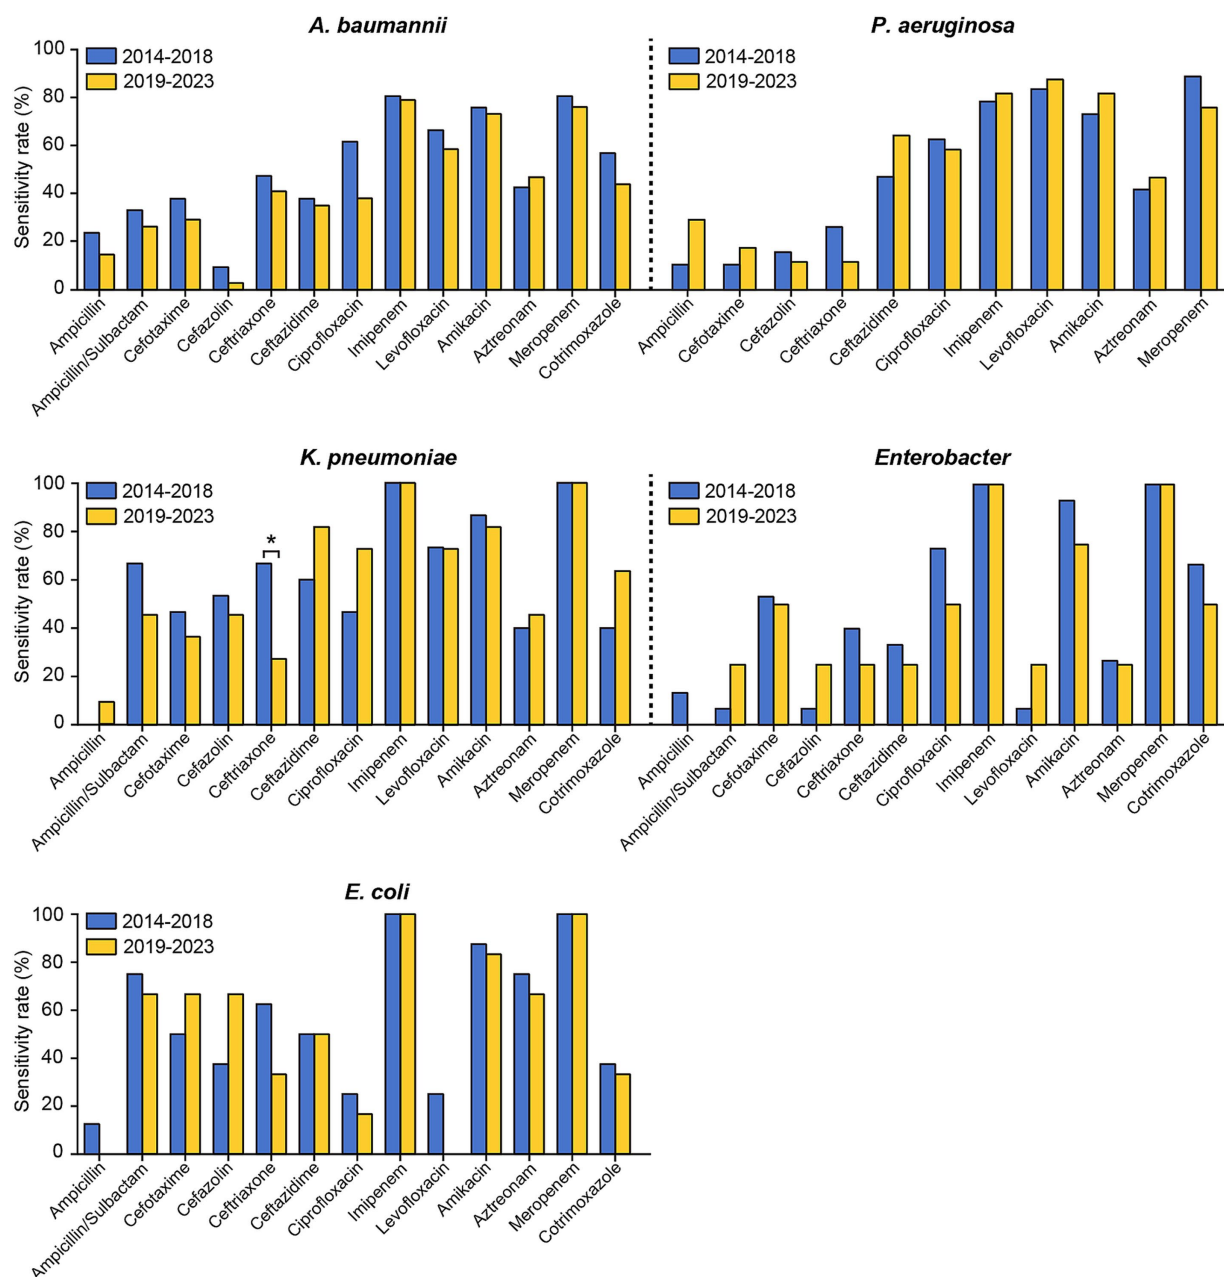 A. baumannii
100
80
60
40
20
0
Sensitivity rate (%)
2014-2018
2019-2023
Ampicillin
Ampicillin/Sulbactam
Cefotaxime
Cefazolin
Ceftriaxone
Ceftazidime
Ciprofloxacin
Imipenem
Levofloxacin
Amikacin
Aztreonam
Meropenem
Cotrimoxazole
P. aeruginosa
2014-2018
2019-2023
Ampicillin
Cefotaxime
Cefazolin
Ceftriaxone
Ceftazidime
Ciprofloxacin
Imipenem
Levofloxacin
Amikacin
Aztreonam
Meropenem
K. pneumoniae
100
80
60
40
20
0
Sensitivity rate (%)
2014-2018
2019-2023
*
Ampicillin
Ampicillin/Sulbactam
Cefotaxime
Cefazolin
Ceftriaxone
Ceftazidime
Ciprofloxacin
Imipenem
Levofloxacin
Amikacin
Aztreonam
Meropenem
Cotrimoxazole
Enterobacter
2014-2018
2019-2023
Ampicillin
Ampicillin/Sulbactam
Cefotaxime
Cefazolin
Ceftriaxone
Ceftazidime
Ciprofloxacin
Imipenem
Levofloxacin
Amikacin
Aztreonam
Meropenem
Cotrimoxazole
E. coli
100
80
60
40
20
0
Sensitivity rate (%)
2014-2018
2019-2023
Ampicillin
Ampicillin/Sulbactam
Cefotaxime
Cefazolin
Ceftriaxone
Ceftazidime
Ciprofloxacin
Imipenem
Levofloxacin
Amikacin
Aztreonam
Meropenem
Cotrimoxazole